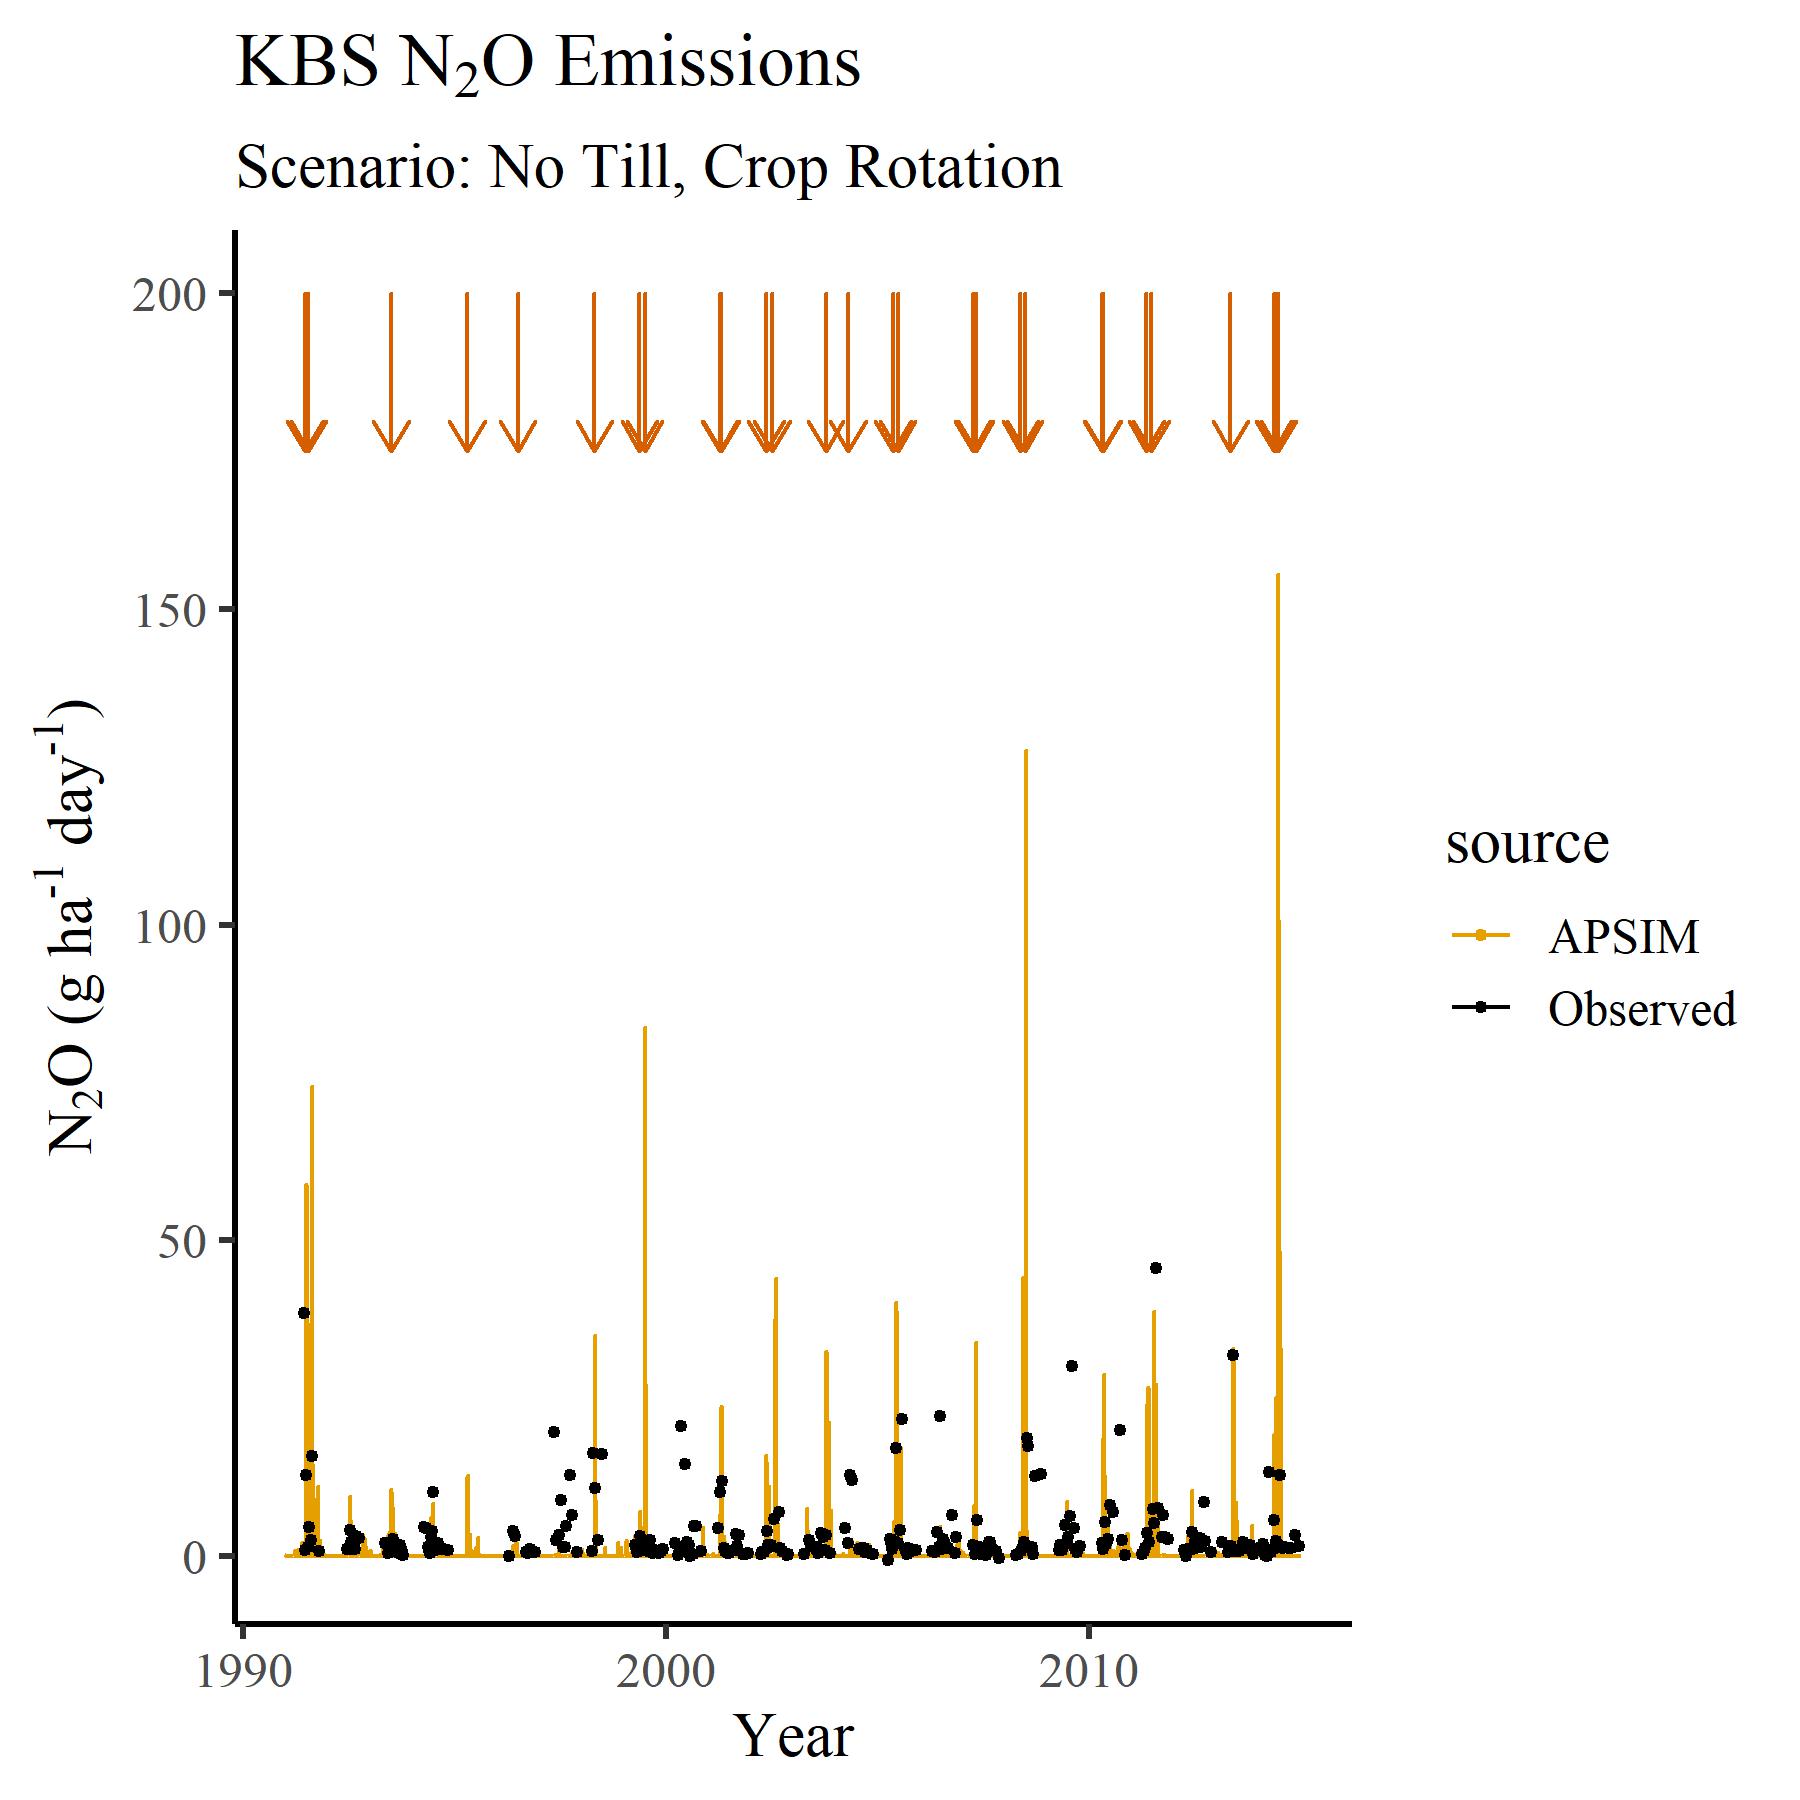 KBS N₂O Emissions
Scenario: No Till, Crop Rotation
200
150
100
50
0
N₂O (g ha⁻¹ day⁻¹)
1990 2000 2010
Year
source
APSIM
Observed